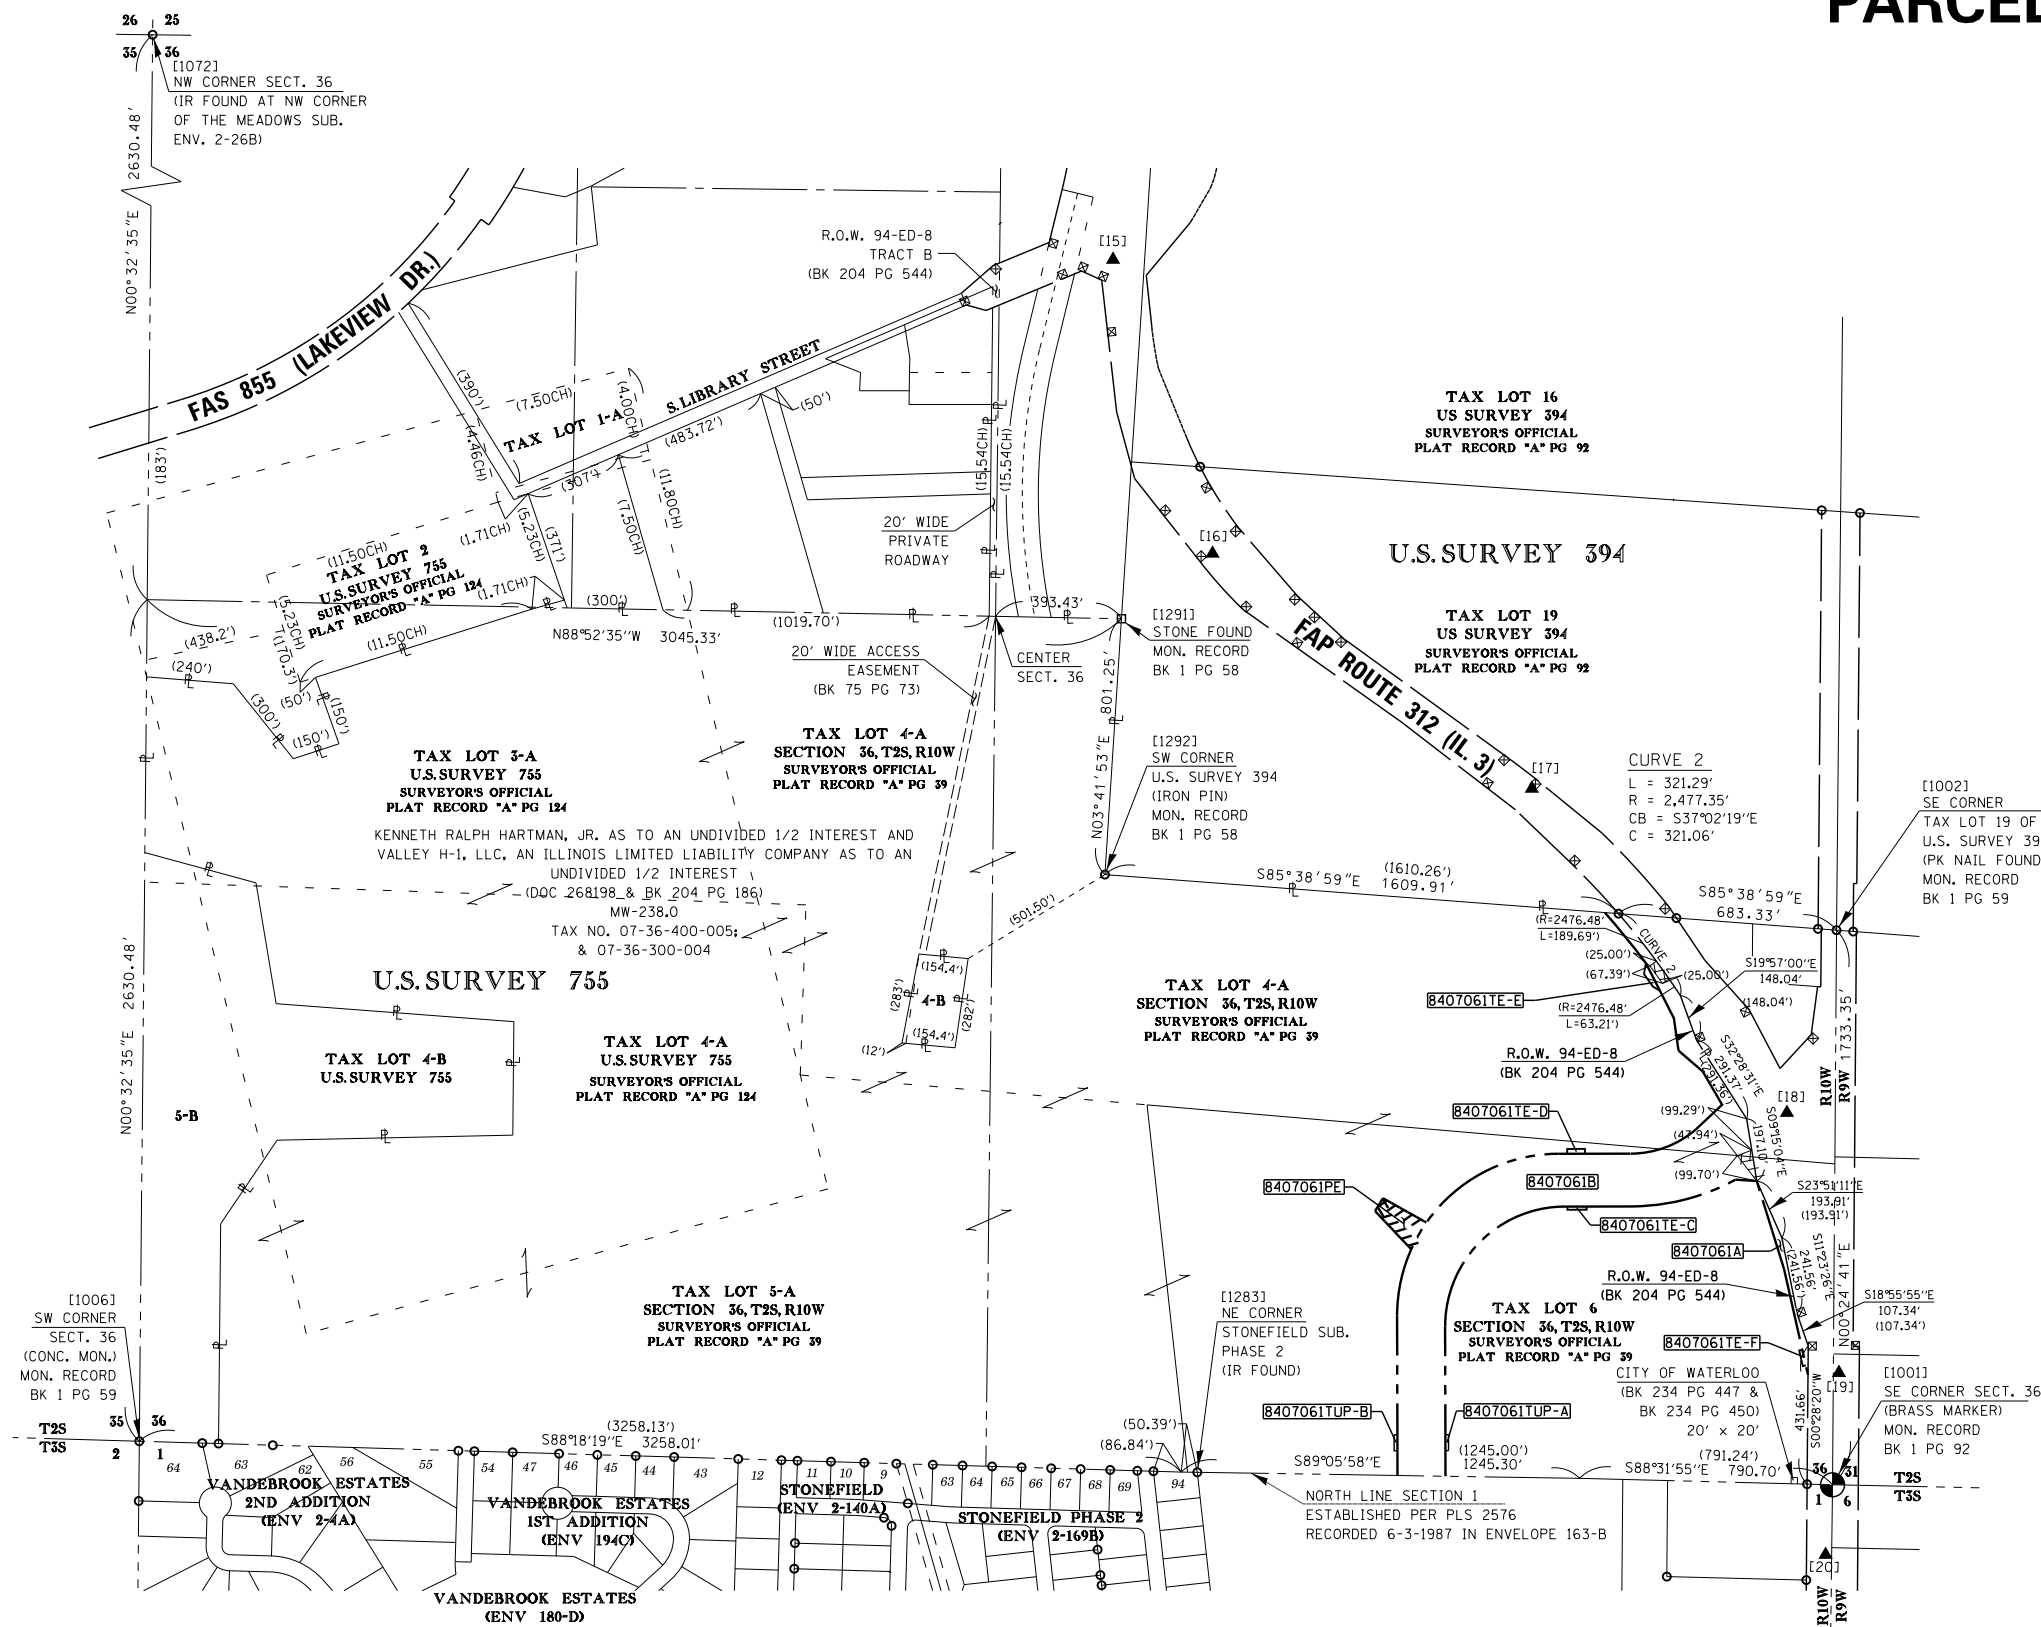 PARCEL
26 25
35 36
[1072]
NW CORNER SECT. 36
(IR FOUND AT NW CORNER
OF THE MEADOWS SUB.
ENV. 2-26B)
N00°32'35"E 2630.48'
FAS 855 (LAKEVIEW DR.)
R.O.W. 94-ED-8
TRACT B
(BK 204 PG 544)
[15]
(183')
(390')
(4.46CH)
(7.50CH)
(4.00CH)
TAX LOT 1-A
S. LIBRARY STREET
(483.72')
(50')
(307')
(11.80CH)
(7.50CH)
(5.23CH)
(371')
(15.54CH)
(15.54CH)
20' WIDE
PRIVATE
ROADWAY
TAX LOT 16
US SURVEY 394
SURVEYOR'S OFFICIAL
PLAT RECORD "A" PG 92
[16]
U.S. SURVEY 394
TAX LOT 19
US SURVEY 394
SURVEYOR'S OFFICIAL
PLAT RECORD "A" PG 92
FAP ROUTE 312 (IL. 3)
[17]
(11.50CH)
(1.71CH)
TAX LOT 2
U.S. SURVEY 755
SURVEYOR'S OFFICIAL
PLAT RECORD "A" PG 124
(1.71CH)
(5.23CH)
(170.3')
(11.50CH)
(438.2')
(240')
(300')
(50')
(150')
(150')
(300')
N88°52'35"W 3045.33'
(1019.70')
393.43'
20' WIDE ACCESS
EASEMENT
(BK 75 PG 73)
CENTER
SECT. 36
[1291]
STONE FOUND
MON. RECORD
BK 1 PG 58
N03°41'53"E 801.25'
[1292]
SW CORNER
U.S. SURVEY 394
(IRON PIN)
MON. RECORD
BK 1 PG 58
TAX LOT 3-A
U.S. SURVEY 755
SURVEYOR'S OFFICIAL
PLAT RECORD "A" PG 124
TAX LOT 4-A
SECTION 36, T2S, R10W
SURVEYOR'S OFFICIAL
PLAT RECORD "A" PG 39
KENNETH RALPH HARTMAN, JR. AS TO AN UNDIVIDED 1/2 INTEREST AND
VALLEY H-1, LLC, AN ILLINOIS LIMITED LIABILITY COMPANY AS TO AN
UNDIVIDED 1/2 INTEREST
(DOC 268198 & BK 204 PG 186)
MW-238.0
TAX NO. 07-36-400-005;
& 07-36-300-004
CURVE 2
L = 321.29'
R = 2,477.35'
CB = S37°02'19"E
C = 321.06'
[1002]
SE CORNER
TAX LOT 19 OF
U.S. SURVEY 39
(PK NAIL FOUND
MON. RECORD
BK 1 PG 59
S85°38'59"E
(1610.26')
1609.91'
S85°38'59"E
683.33'
(501.50')
(R=2476.48'
L=189.69')
CURVE 2
(25.00')
(67.39')
(25.00')
S19°57'00"E
148.04'
(148.04')
8407061TE-E
(R=2476.48'
L=63.21')
R.O.W. 94-ED-8
(BK 204 PG 544)
S32°28'31"E
291.37'
(291.36')
U.S. SURVEY 755
(154.4')
4-B
(283')
(282')
(154.4')
(12')
TAX LOT 4-A
SECTION 36, T2S, R10W
SURVEYOR'S OFFICIAL
PLAT RECORD "A" PG 39
TAX LOT 4-B
U.S. SURVEY 755
TAX LOT 4-A
U.S. SURVEY 755
SURVEYOR'S OFFICIAL
PLAT RECORD "A" PG 124
N00°32'35"E 2630.48'
5-B
1733.35'
R10W
R9W
[18]
8407061TE-D
(99.29')
(47.94')
(99.70')
S09°15'04"E
197.10'
8407061PE
8407061B
8407061TE-C
S23°51'11"E
193.91'
(193.91')
8407061A
S11°23'26"E
241.56'
(241.56')
N00°24'41"E
R.O.W. 94-ED-8
(BK 204 PG 544)
S18°55'55"E
107.34'
(107.34')
TAX LOT 5-A
SECTION 36, T2S, R10W
SURVEYOR'S OFFICIAL
PLAT RECORD "A" PG 39
[1283]
NE CORNER
STONEFIELD SUB.
PHASE 2
(IR FOUND)
TAX LOT 6
SECTION 36, T2S, R10W
SURVEYOR'S OFFICIAL
PLAT RECORD "A" PG 39
8407061TE-F
CITY OF WATERLOO
(BK 234 PG 447 &
BK 234 PG 450)
20' x 20'
431.66'
S00°28'20"W
[19]
[1001]
SE CORNER SECT. 36
(BRASS MARKER)
MON. RECORD
BK 1 PG 92
[1006]
SW CORNER
SECT. 36
(CONC. MON.)
MON. RECORD
BK 1 PG 59
T2S
T3S
35 36
2 1
(3258.13')
S88°18'19"E 3258.01'
(50.39')
(86.84')
8407061TUP-B
8407061TUP-A
S89°05'58"E
(1245.00')
1245.30'
(791.24')
S88°31'55"E 790.70'
36 31
1 6
T2S
T3S
NORTH LINE SECTION 1
ESTABLISHED PER PLS 2576
RECORDED 6-3-1987 IN ENVELOPE 163-B
64 63 62 56 55 54 47 46 45 44 43 12 11 10 9 63 64 65 66 67 68 69 94
VANDEBROOK ESTATES
2ND ADDITION
(ENV 2-4A)
VANDEBROOK ESTATES
1ST ADDITION
(ENV 194C)
STONEFIELD
(ENV 2-140A)
STONEFIELD PHASE 2
(ENV 2-169B)
VANDEBROOK ESTATES
(ENV 180-D)
[20]
R10W
R9W